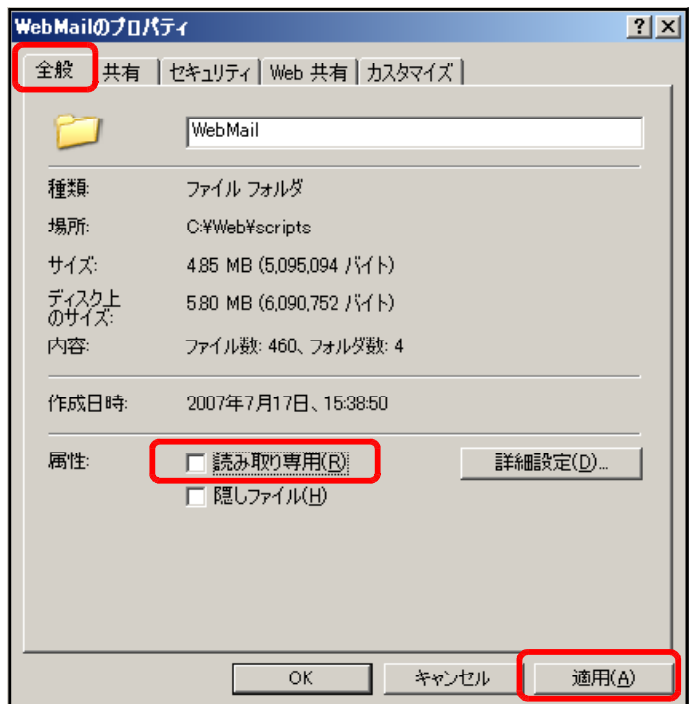 WebMailのプロパティ
全般 共有 セキュリティ Web 共有 カスタマイズ
WebMail
種類: ファイル フォルダ
場所: C:¥Web¥scripts
サイズ: 4.85 MB (5,095,094 バイト)
ディスク上
のサイズ: 5.80 MB (6,090,752 バイト)
内容: ファイル数: 460、フォルダ数: 4
作成日時: 2007年7月17日、15:38:50
属性: 読み取り専用(R) 詳細設定(D)...
隠しファイル(H)
OK キャンセル 適用(A)